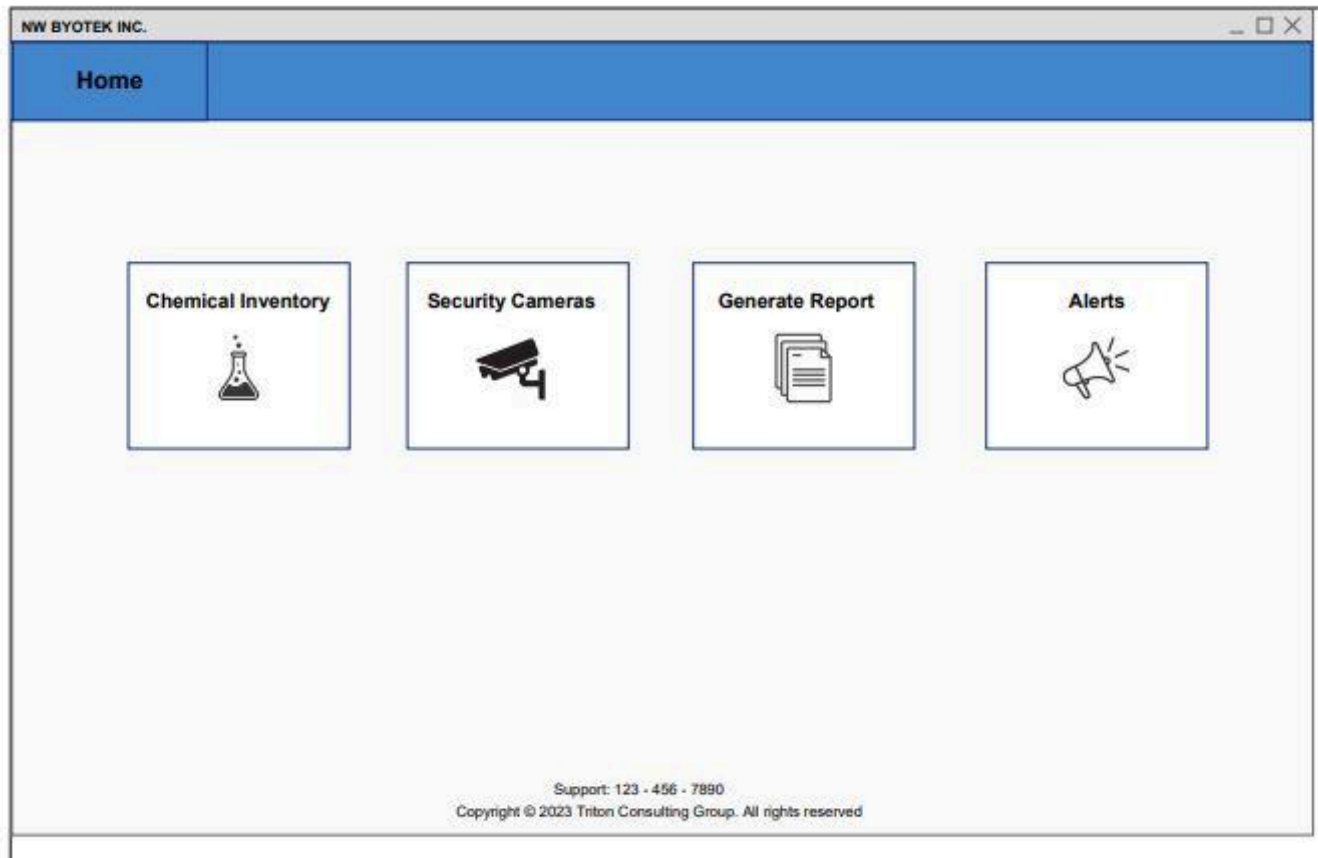 NW BYOTEK INC.
Home
Chemical Inventory
Security Cameras
Generate Report
Alerts
Support: 123 - 456 - 7890
Copyright © 2023 Triton Consulting Group. All rights reserved